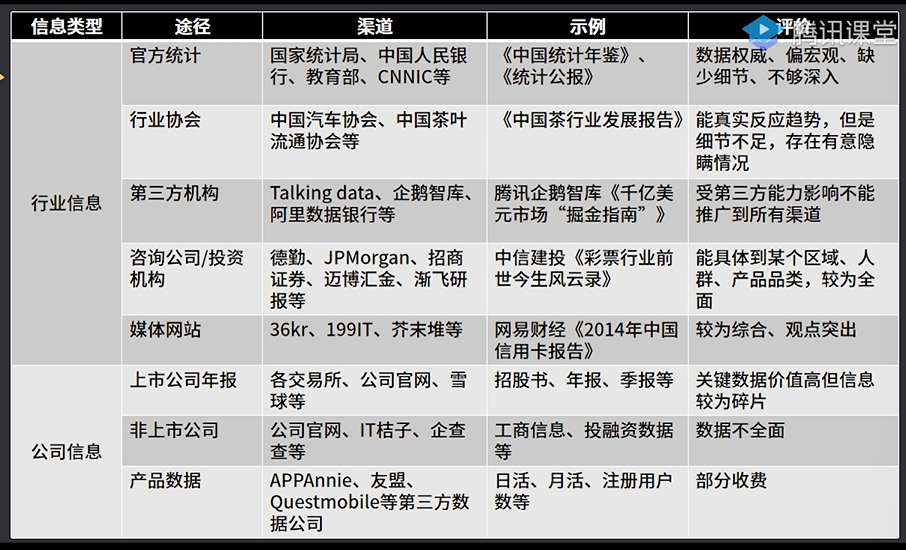 信息类型 途径 渠道 示例 评价
腾讯课堂
行业信息
官方统计
国家统计局、中国人民银
行、教育部、CNNIC等
《中国统计年鉴》、
《统计公报》
数据权威、偏宏观、缺
少细节、不够深入
行业协会
中国汽车协会、中国茶叶
流通协会等
《中国茶行业发展报告》
能真实反应趋势，但是
细节不足，存在有意隐
瞒情况
第三方机构
Talking data、企鹅智库、
阿里数据银行等
腾讯企鹅智库《千亿美
元市场“掘金指南”》
受第三方能力影响不能
推广到所有渠道
咨询公司/投资
机构
德勤、JPMorgan、招商
证券、迈博汇金、渐飞研
报等
中信建投《彩票行业前
世今生风云录》
能具体到某个区域、人
群、产品品类，较为全
面
媒体网站
36kr、199IT、芥末堆等
网易财经《2014年中国
信用卡报告》
较为综合、观点突出
公司信息
上市公司年报
各交易所、公司官网、雪
球等
招股书、年报、季报等
关键数据价值高但信息
较为碎片
非上市公司
公司官网、IT桔子、企查
查等
工商信息、投融资数据
等
数据不全面
产品数据
APPAnnie、友盟、
Questmobile等第三方数
据公司
日活、月活、注册用户
数等
部分收费